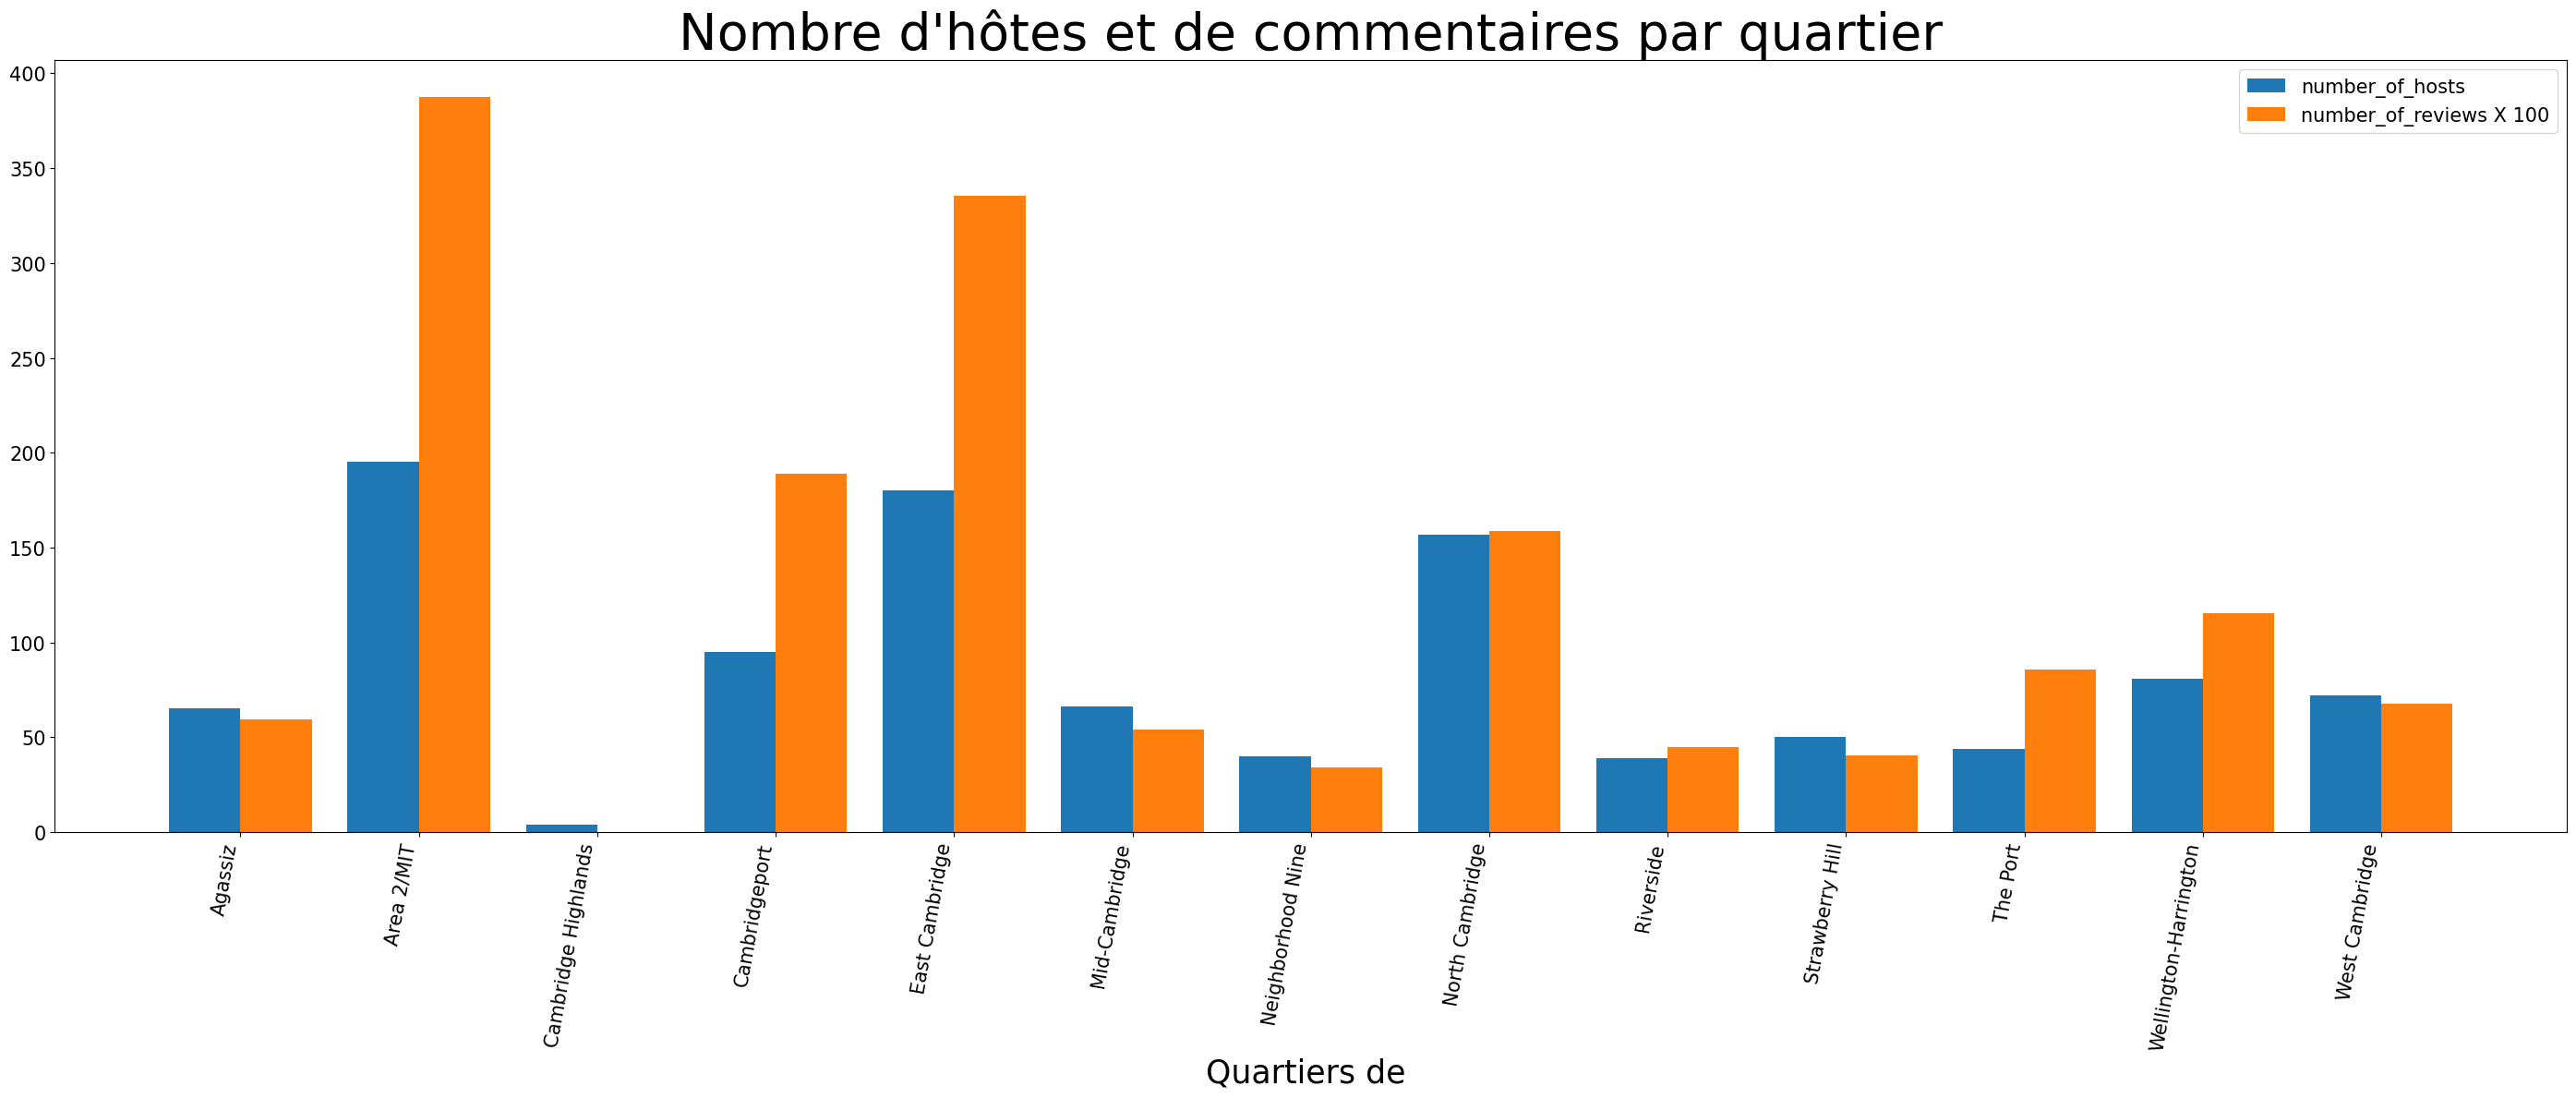 Nombre d'hôtes et de commentaires par quartier
number_of_hosts
number_of_reviews X 100
400
350
300
250
200
150
100
50
0
Agassiz
Area 2/MIT
Cambridge Highlands
Cambridgeport
East Cambridge
Mid-Cambridge
Neighborhood Nine
North Cambridge
Riverside
Strawberry Hill
The Port
Wellington-Harrington
West Cambridge
Quartiers de